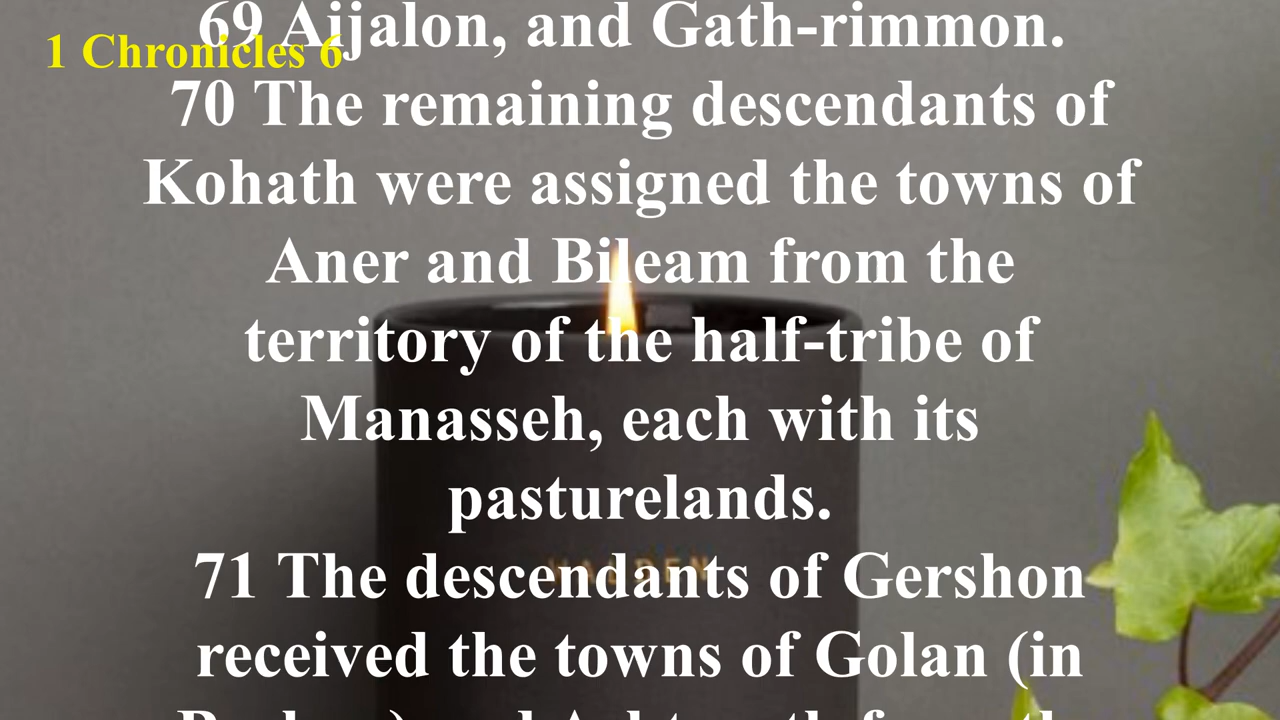 69 Aijalon, and Gath-rimmon.
1 Chronicles 6
70 The remaining descendants of
Kohath were assigned the towns of
Aner and Bileam from the
territory of the half-tribe of
Manasseh, each with its
pasturelands.
71 The descendants of Gershon
received the towns of Golan (in